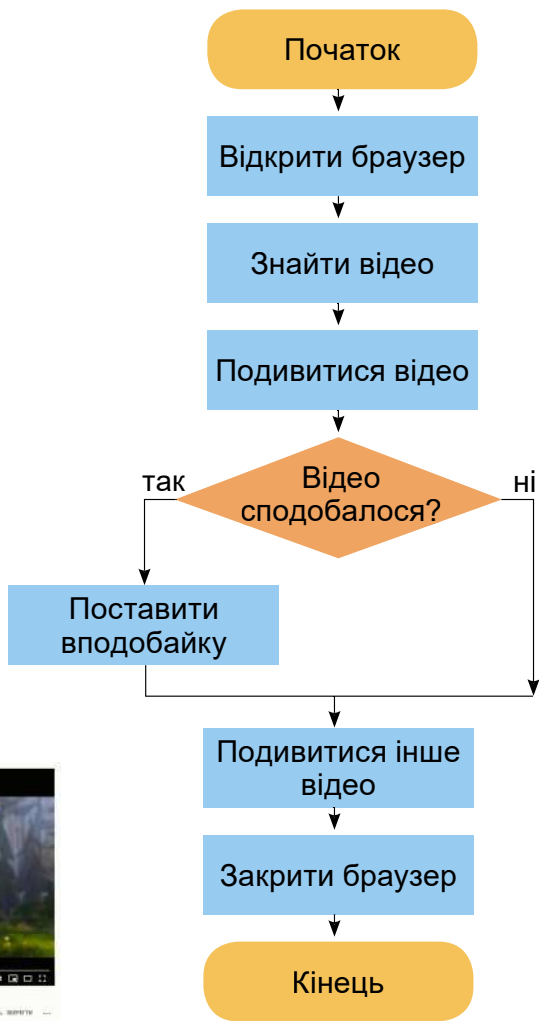 Початок
Відкрити браузер
Знайти відео
Подивитися відео
так
Відео
сподобалося?
ні
Поставити
вподобайку
Подивитися інше
відео
Закрити браузер
Кінець